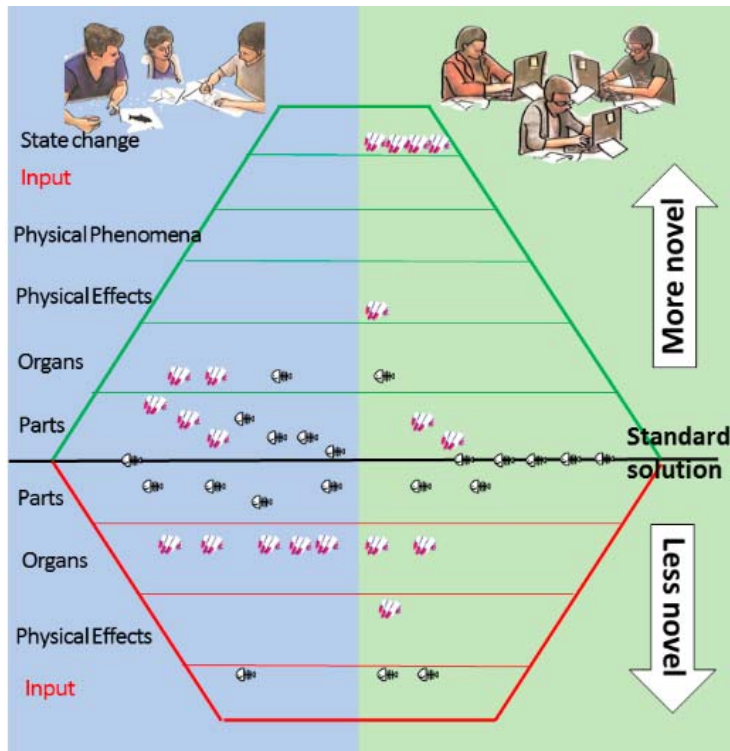 State change
Input
Physical Phenomena
Physical Effects
Organs
Parts
More novel
Standard
solution
Parts
Organs
Physical Effects
Input
Less novel